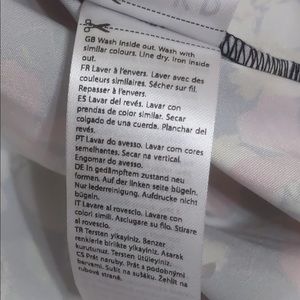 GB Wash inside out. Wash with
similar colours. Line dry. Iron inside
out.
FR Laver à l'envers. Laver avec des
couleurs similaires. Sécher sur fil.
Repasser à l'envers.
ES Lavar del revés. Lavar con
prendas de color similar. Secar
colgado de una cuerda. Planchar del
revés.
PT Lavar do avesso. Lavar com cores
semelhantes. Secar na vertical.
Engomar do avesso.
DE In gedämpftem zustand neu
formen. Auf der linken seite bügeln.
Nur lederreinigung. Aufdrucke nicht
bügeln.
IT Lavare al rovescio. Lavare con
colori simili. Asciugare su filo. Stirare
al rovescio.
TR Tersten yikayiniz. Benzer
renklerle birlikte yikayiniz. Asarak
kurutunuz. Tersten ütüleyiniz.
CS Prát naruby. Prát s podobnými
barvami. Sušit na sušáku. Žehlit na
rubové straně.